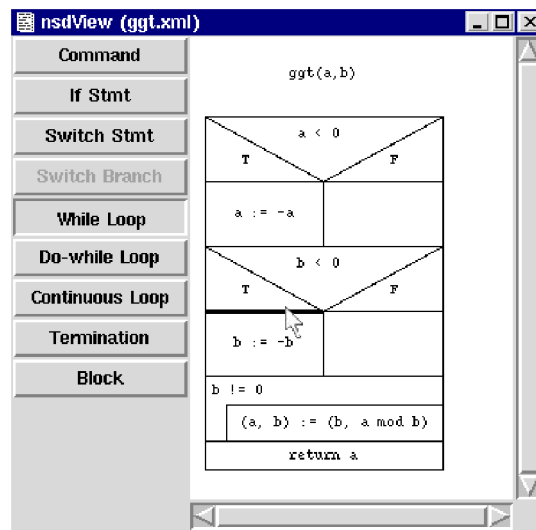 nsdView (ggt.xml)
Command
If Stmt
Switch Stmt
Switch Branch
While Loop
Do-while Loop
Continuous Loop
Termination
Block
ggt(a,b)
a < 0
T F
a := -a
b < 0
T F
b := -b
b != 0
(a, b) := (b, a mod b)
return a